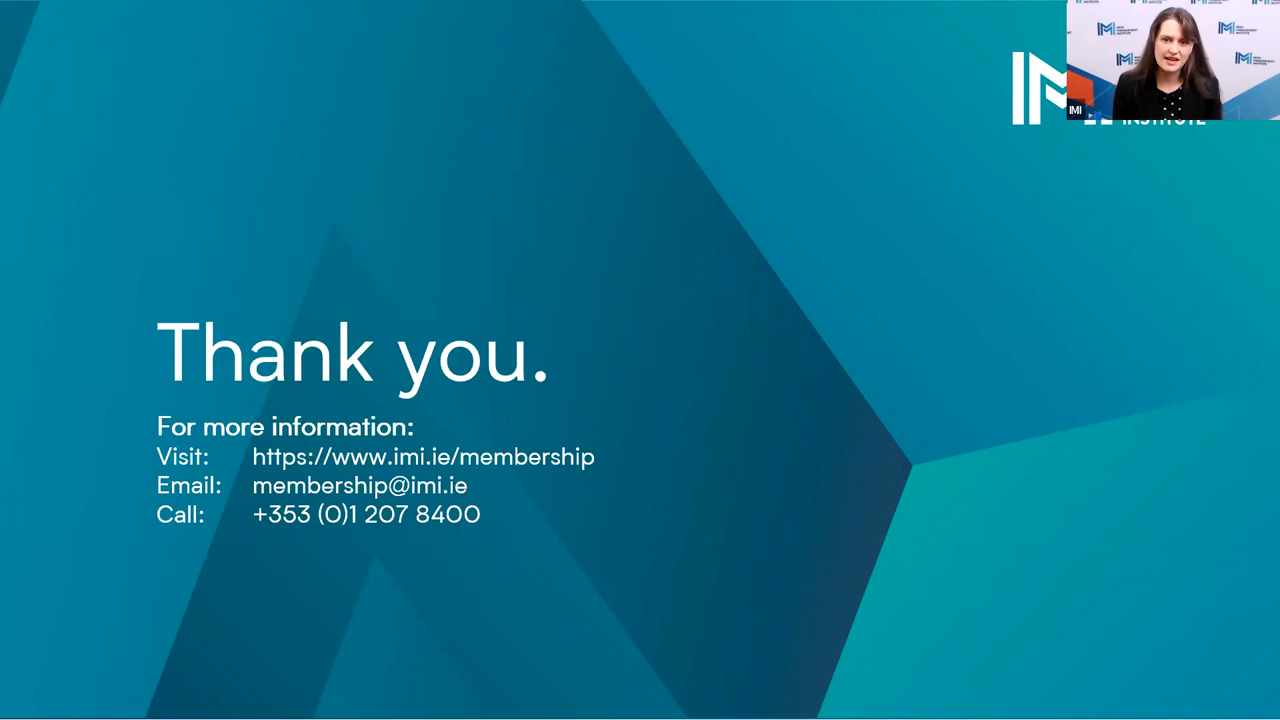 IMI
INSTITUTE
Thank you.
For more information:
Visit: https://www.imi.ie/membership
Email: membership@imi.ie
Call: +353 (0)1 207 8400